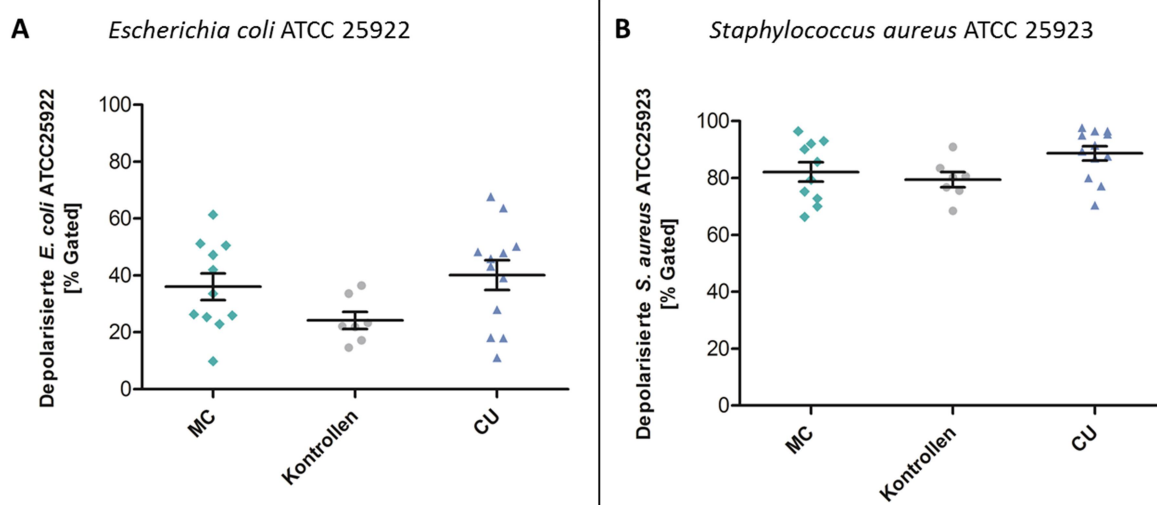 A
Escherichia coli ATCC 25922
Depolarisierte E. coli ATCC25922
[% Gated]
100
80
60
40
20
0
MC
Kontrollen
CU
B
Staphylococcus aureus ATCC 25923
Depolarisierte S. aureus ATCC25923
[% Gated]
100
80
60
40
20
0
MC
Kontrollen
CU